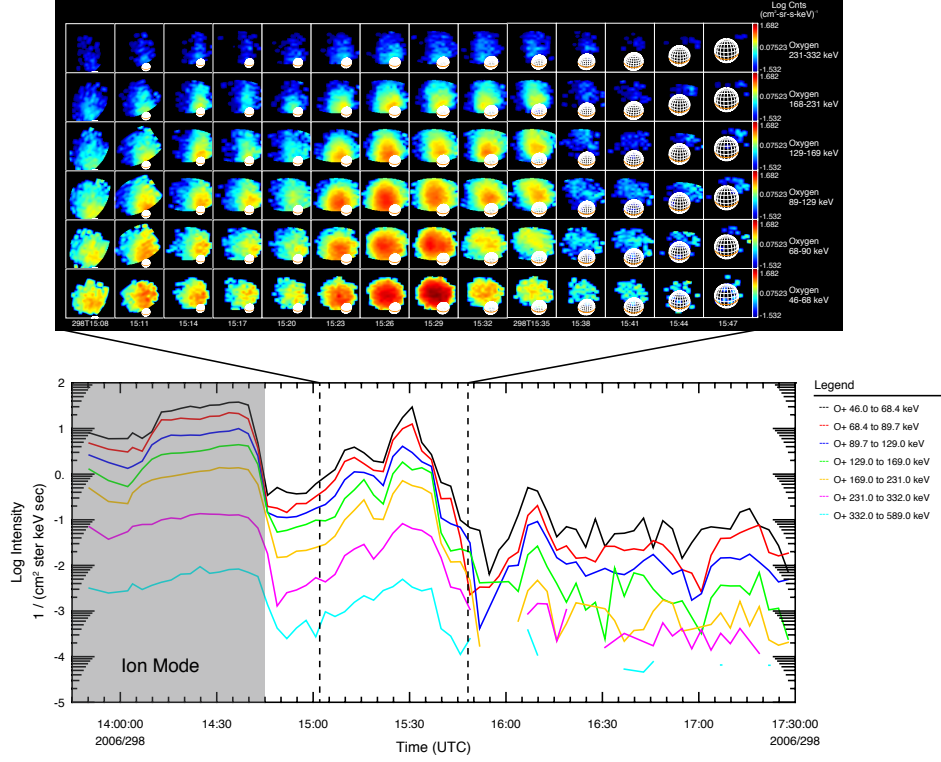 Log Cnts
(cm²-sr-s-keV)⁻¹
1.682
0.07523
-1.532
Oxygen
231-332 keV
1.682
0.07523
-1.532
Oxygen
168-231 keV
1.682
0.07523
-1.532
Oxygen
129-169 keV
1.682
0.07523
-1.532
Oxygen
89-129 keV
1.682
0.07523
-1.532
Oxygen
68-90 keV
1.682
0.07523
-1.532
Oxygen
46-68 keV
298T15:08 15:11 15:14 15:17 15:20 15:23 15:26 15:29 15:32 298T15:35 15:38 15:41 15:44 15:47
2
1
0.
-1
-2
-3
-4
-5
Log Intensity
1 / (cm² ster keV sec)
Ion Mode
14:00:00 14:30 15:00 15:30 16:00 16:30 17:00 17:30:00
2006/298 2006/298
Time (UTC)
Legend
O+ 46.0 to 68.4 keV
O+ 68.4 to 89.7 keV
O+ 89.7 to 129.0 keV
O+ 129.0 to 169.0 keV
O+ 169.0 to 231.0 keV
O+ 231.0 to 332.0 keV
O+ 332.0 to 589.0 keV